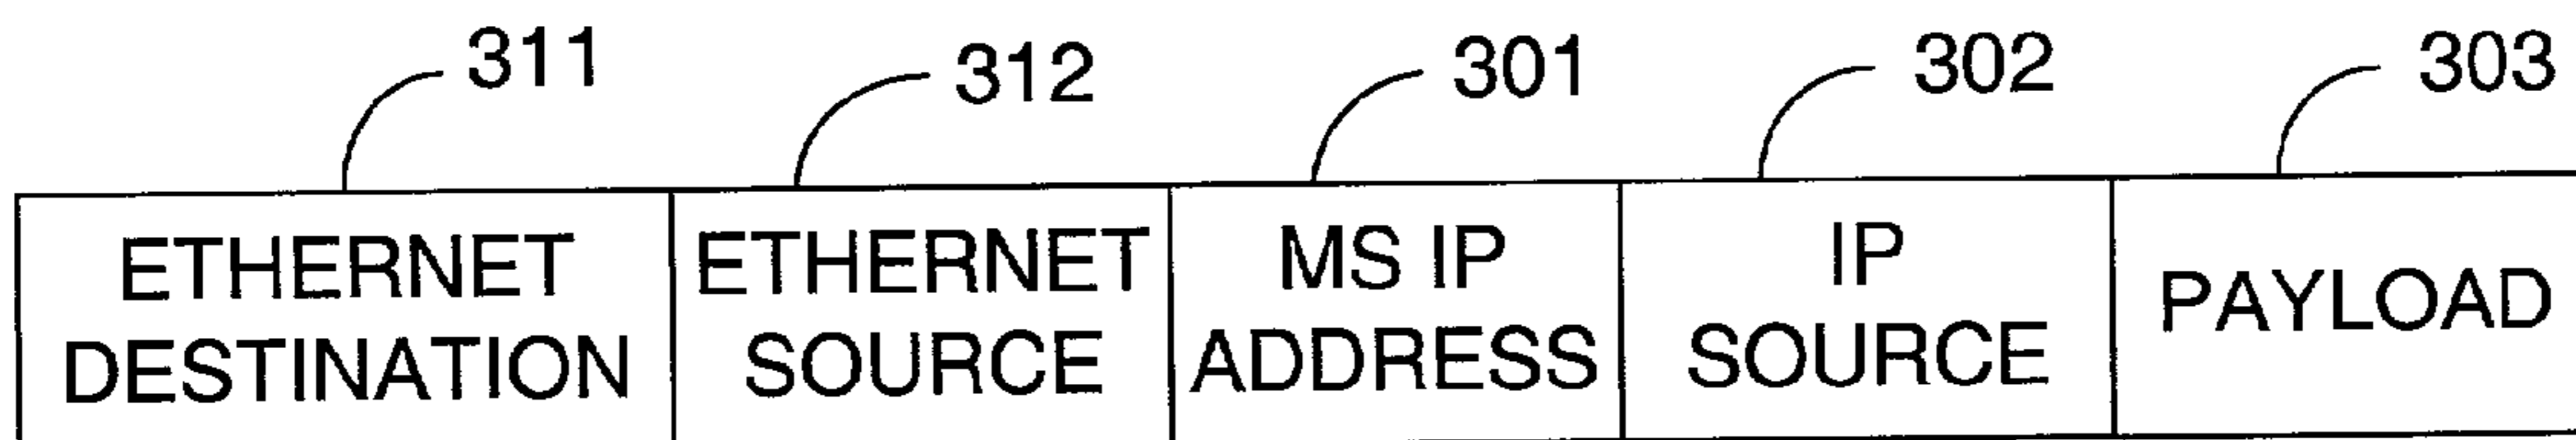 311 312 301 302 303
ETHERNET DESTINATION
ETHERNET SOURCE
MS IP ADDRESS
IP SOURCE
PAYLOAD